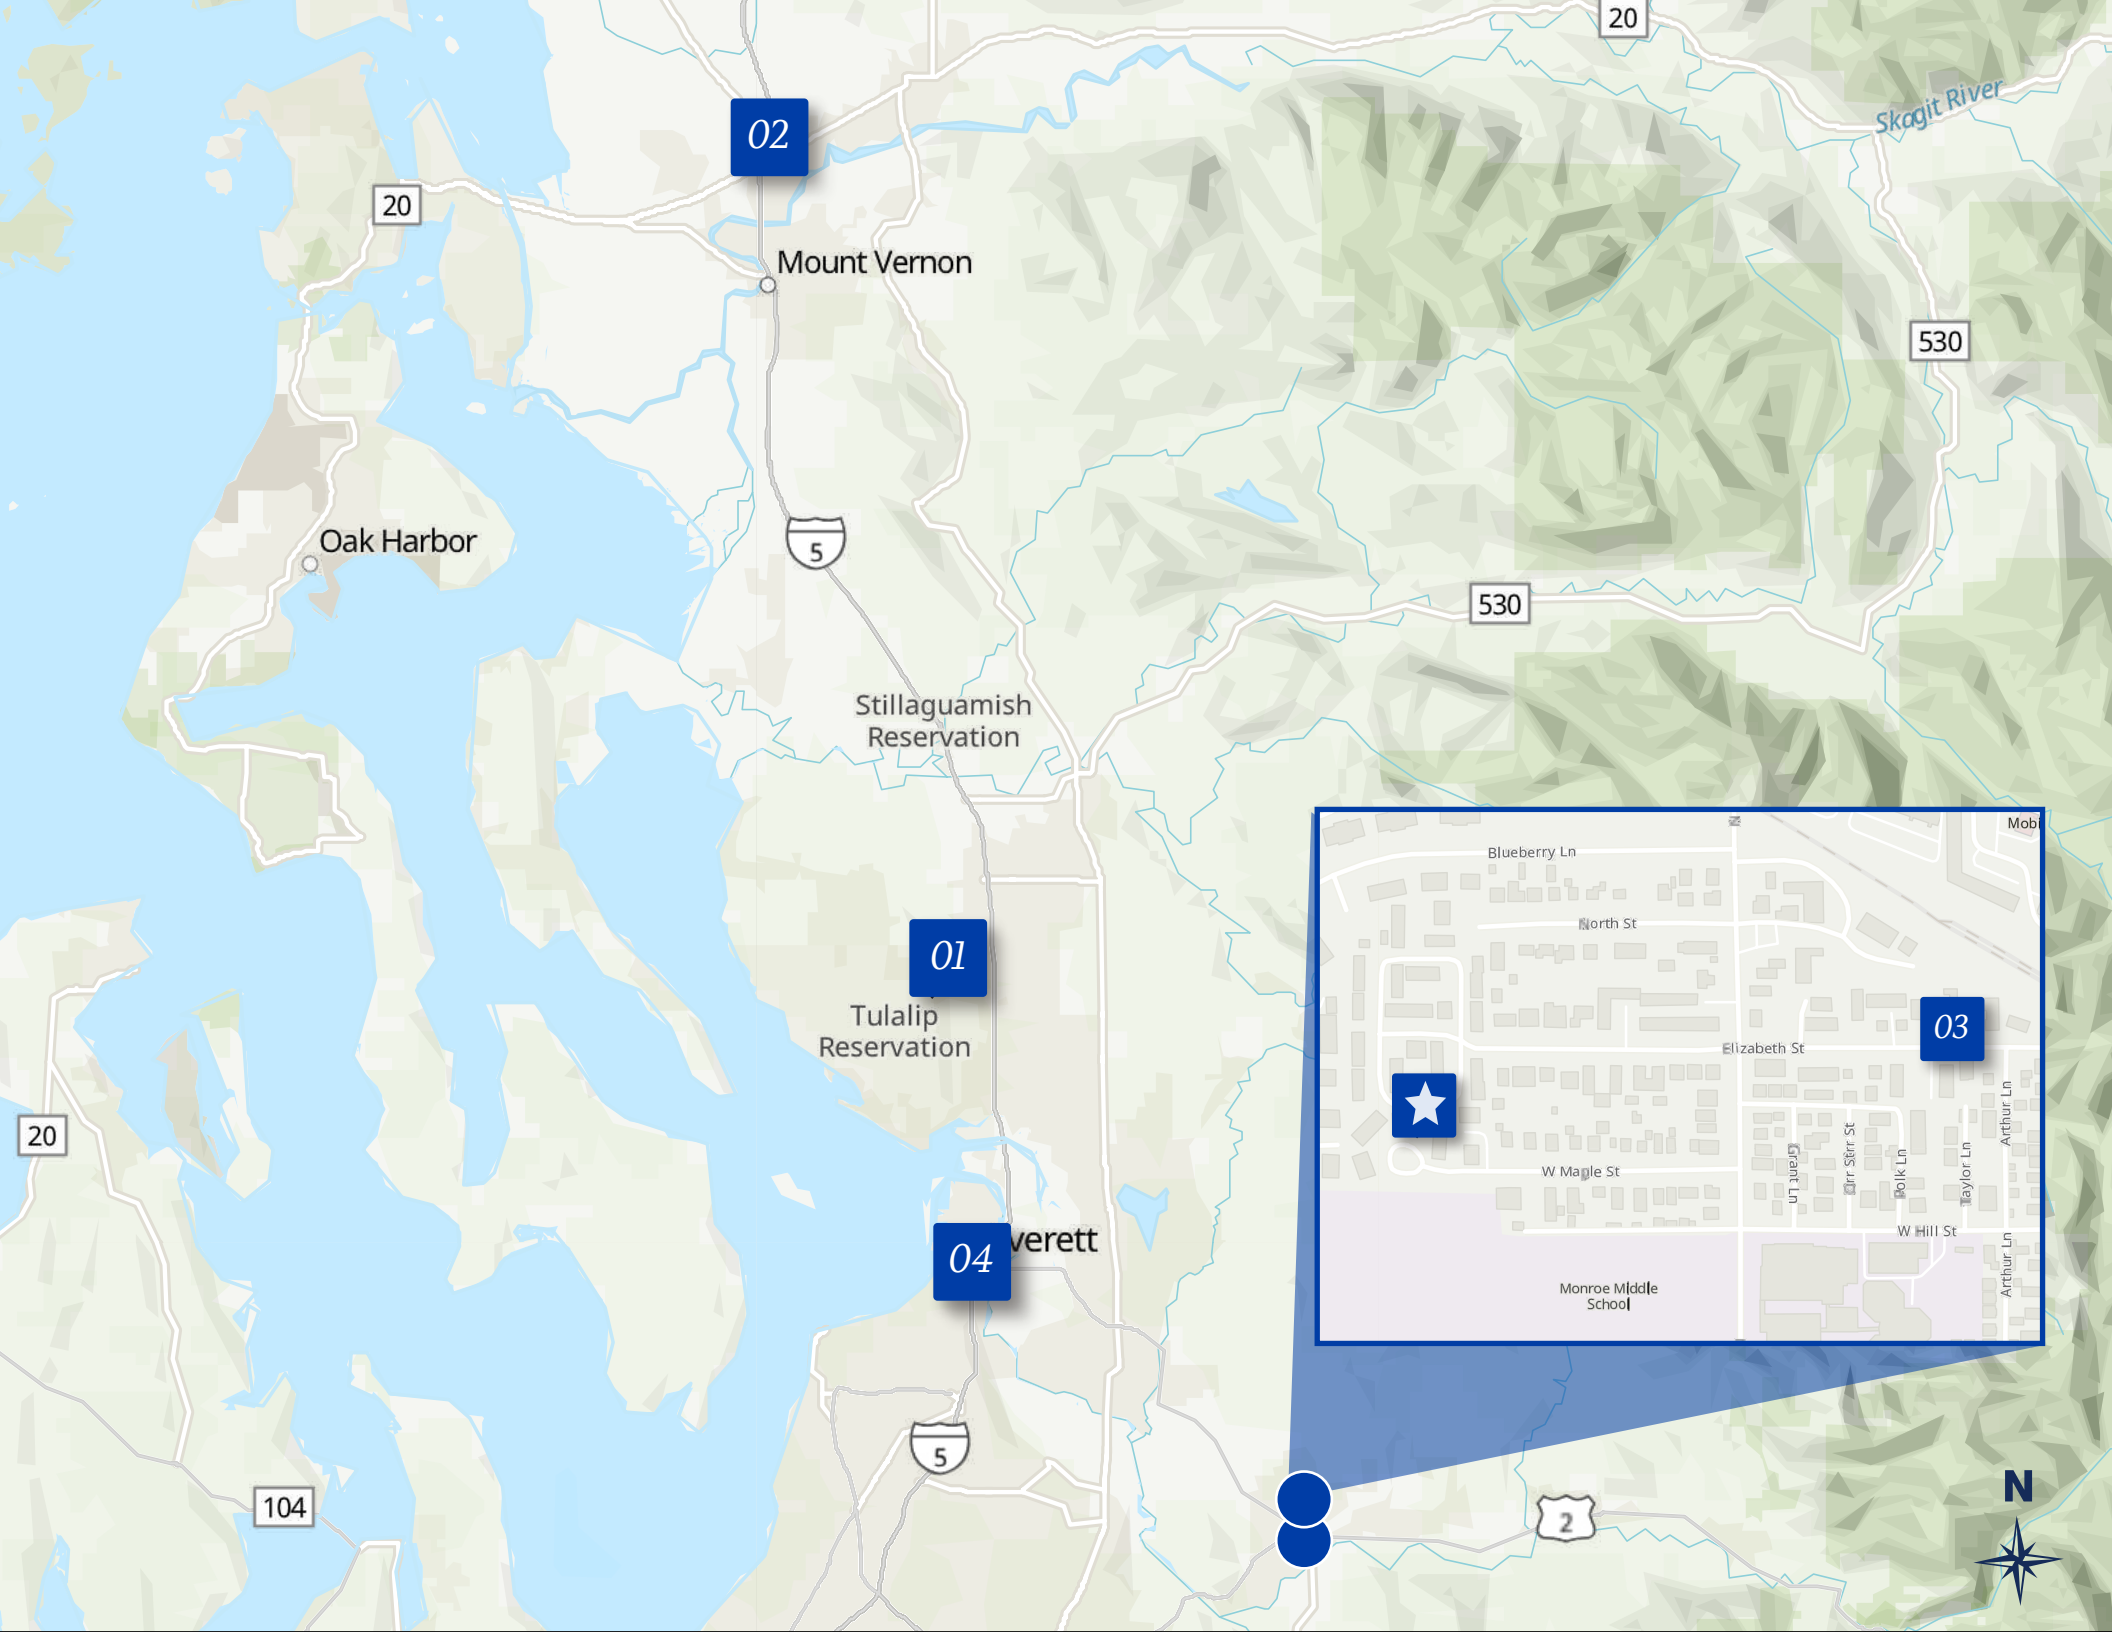 20
Skagit River
02
20
Mount Vernon
530
Oak Harbor
5
530
Stillaguamish
Reservation
Mobi
Blueberry Ln
North St
01
Tulalip
Reservation
03
Elizabeth St
Arthur Ln
20
W Maple St
Grant Ln
Polk Ln
Taylor Ln
W Hill St
04
verett
Arthur Ln
Monroe Middle
School
5
N
104
2